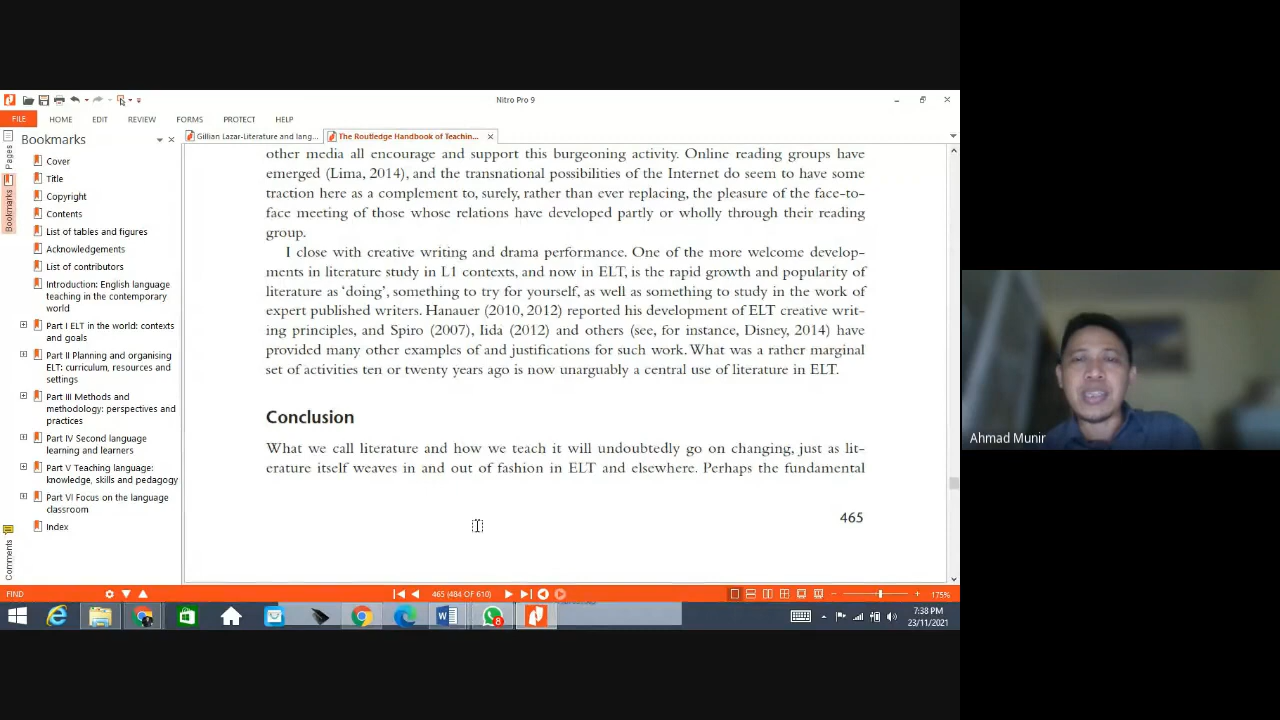 Nitro Pro 9
FILE
HOME
EDIT
REVIEW
FORMS
PROTECT
HELP
Gillian Lazar-Literature and lang...
The Routledge Handbook of Teachin...
Pages
Bookmarks
Comments
Bookmarks
Cover
Title
Copyright
Contents
List of tables and figures
Acknowledgements
List of contributors
Introduction: English language
teaching in the contemporary
world
Part I ELT in the world: contexts
and goals
Part II Planning and organising
ELT: curriculum, resources and
settings
Part III Methods and
methodology: perspectives and
practices
Part IV Second language
learning and learners
Part V Teaching language:
knowledge, skills and pedagogy
Part VI Focus on the language
classroom
Index
other media all encourage and support this burgeoning activity. Online reading groups have
emerged (Lima, 2014), and the transnational possibilities of the Internet do seem to have some
traction here as a complement to, surely, rather than ever replacing, the pleasure of the face-to-
face meeting of those whose relations have developed partly or wholly through their reading
group.
I close with creative writing and drama performance. One of the more welcome develop-
ments in literature study in L1 contexts, and now in ELT, is the rapid growth and popularity of
literature as ‘doing’, something to try for yourself, as well as something to study in the work of
expert published writers. Hanauer (2010, 2012) reported his development of ELT creative writ-
ing principles, and Spiro (2007), Iida (2012) and others (see, for instance, Disney, 2014) have
provided many other examples of and justifications for such work. What was a rather marginal
set of activities ten or twenty years ago is now unarguably a central use of literature in ELT.
Conclusion
What we call literature and how we teach it will undoubtedly go on changing, just as lit-
erature itself weaves in and out of fashion in ELT and elsewhere. Perhaps the fundamental
465
Ahmad Munir
FIND
465 (484 OF 610)
175%
8
7:38 PM
23/11/2021